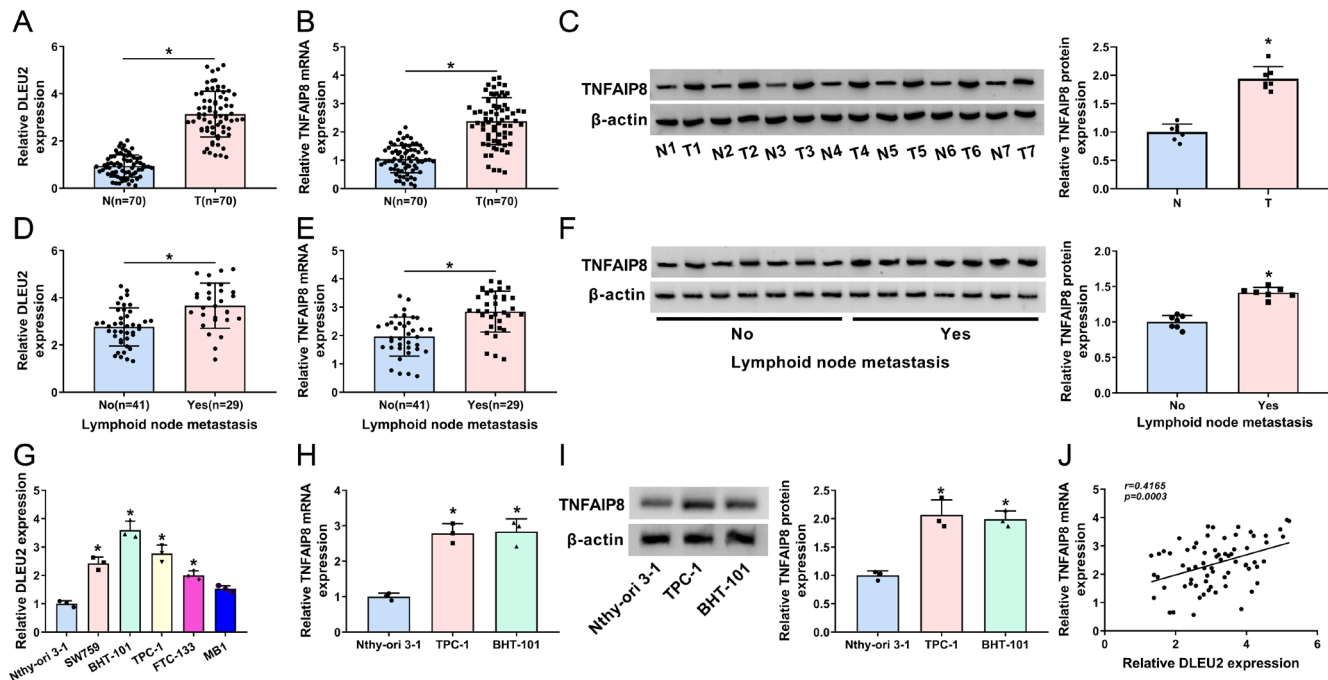 A
Relative DLEU2
expression
6
4
2
0
*
N(n=70)
T(n=70)
B
Relative TNFAIP8 mRNA
expression
5
4
3
2
1
0
*
N(n=70)
T(n=70)
C
TNFAIP8
β-actin
N1 T1 N2 T2 N3 T3 N4 T4 N5 T5 N6 T6 N7 T7
Relative TNFAIP8 protein
expression
2.5
2.0
1.5
1.0
0.5
0.0
*
N
T
D
Relative DLEU2
expression
6
4
2
0
*
No(n=41)
Yes(n=29)
Lymphoid node metastasis
E
Relative TNFAIP8 mRNA
expression
5
4
3
2
1
0
*
No(n=41)
Yes(n=29)
Lymphoid node metastasis
F
TNFAIP8
β-actin
No
Yes
Lymphoid node metastasis
Relative TNFAIP8 protein
expression
2.0
1.5
1.0
0.5
0.0
*
No
Yes
Lymphoid node metastasis
G
Relative DLEU2 expression
5
4
3
2
1
0
* * * *
Nthy-ori 3-1
SW759
BHT-101
TPC-1
FTC-133
MB1
H
Relative TNFAIP8 mRNA
expression
5
4
3
2
1
0
* *
Nthy-ori 3-1
TPC-1
BHT-101
I
TNFAIP8
β-actin
Nthy-ori 3-1
TPC-1
BHT-101
Relative TNFAIP8 protein
expression
2.5
2.0
1.5
1.0
0.5
0.0
* *
Nthy-ori 3-1
TPC-1
BHT-101
J
r=0.4165
p=0.0003
Relative TNFAIP8 mRNA
expression
5
4
3
2
1
0
0 2 4 6
Relative DLEU2 expression